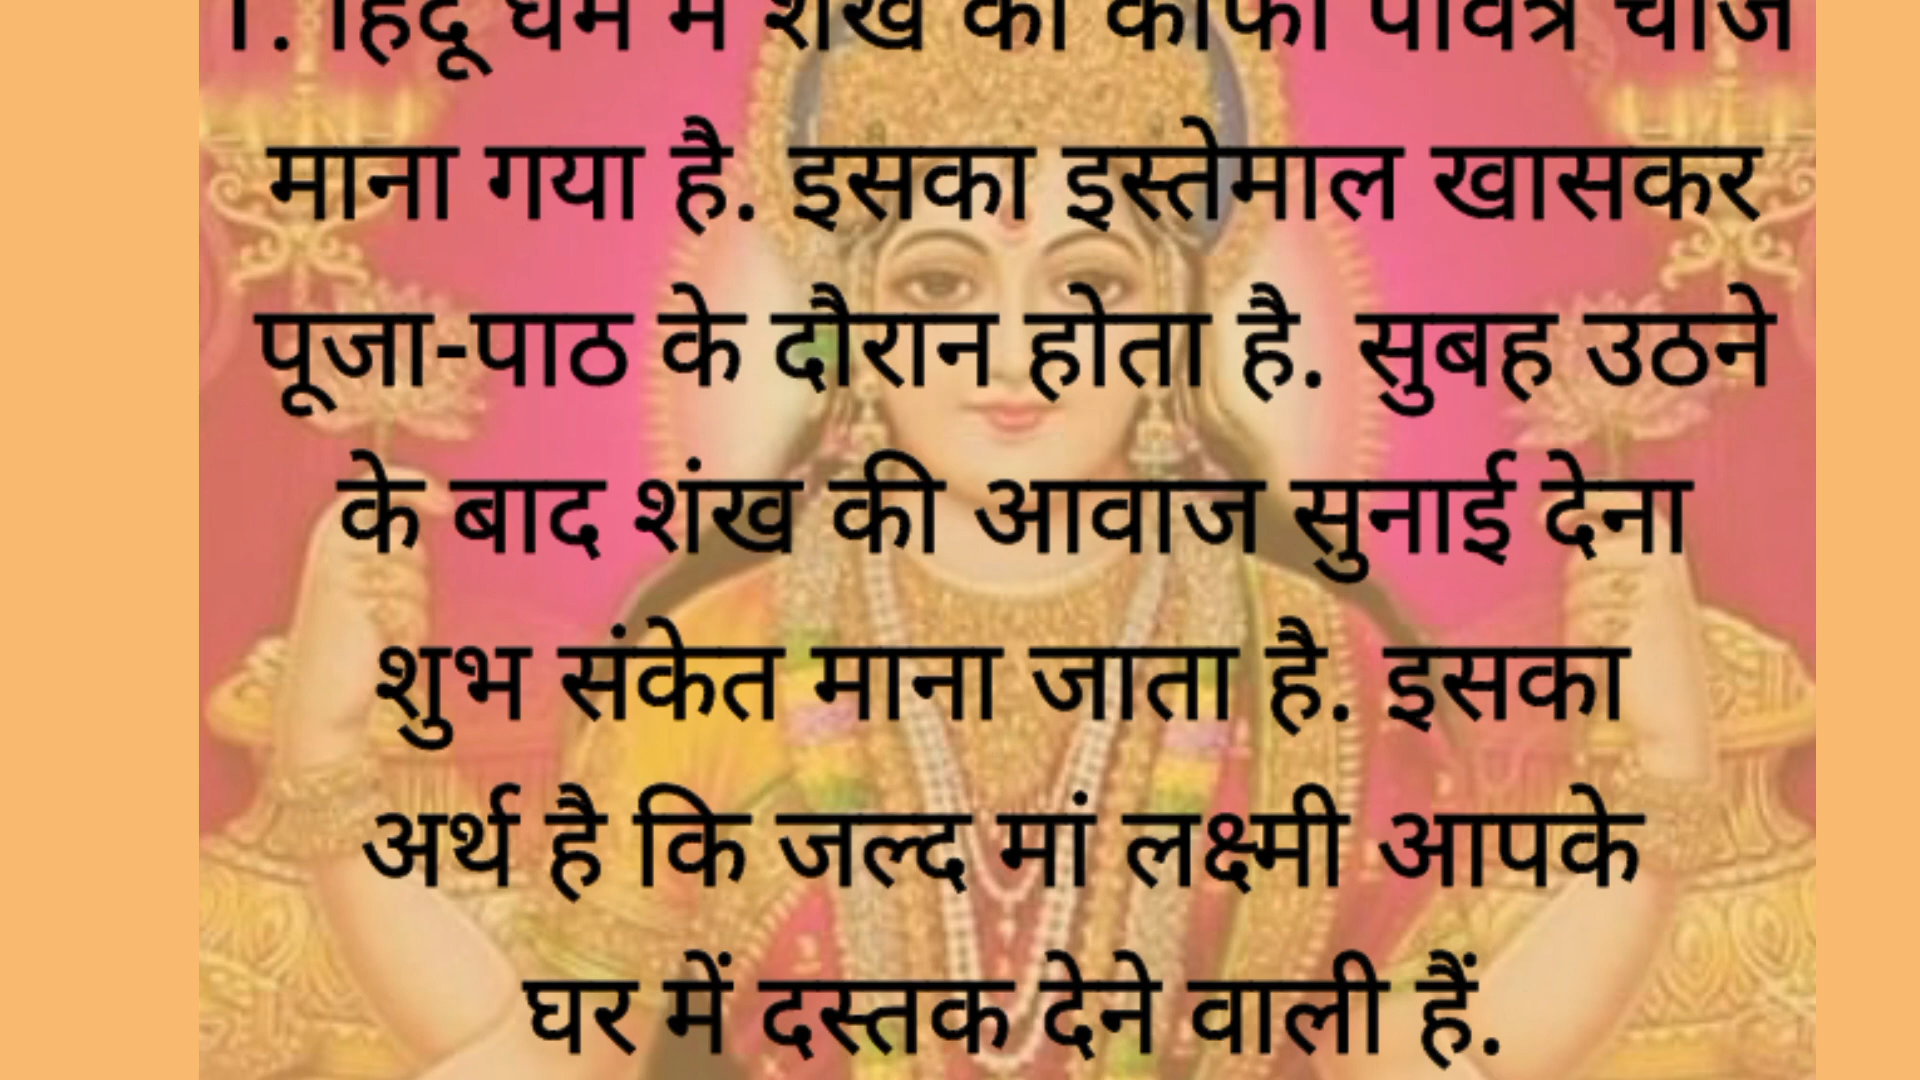 1. हिंदू धर्म में शंख को काफी पवित्र चीज
माना गया है. इसका इस्तेमाल खासकर
पूजा-पाठ के दौरान होता है. सुबह उठने
के बाद शंख की आवाज सुनाई देना
शुभ संकेत माना जाता है. इसका
अर्थ है कि जल्द मां लक्ष्मी आपके
घर में दस्तक देने वाली हैं.